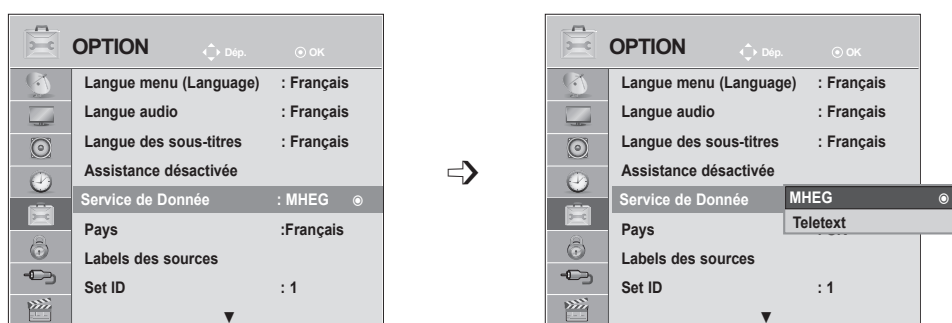 OPTION Dép. OK
Langue menu (Language) : Français
Langue audio : Français
Langue des sous-titres : Français
Assistance désactivée
Service de Donnée : MHEG
Pays :Français
Labels des sources
Set ID : 1
OPTION Dép. OK
Langue menu (Language) : Français
Langue audio : Français
Langue des sous-titres : Français
Assistance désactivée
Service de Donnée MHEG
Teletext
Pays
Labels des sources
Set ID : 1